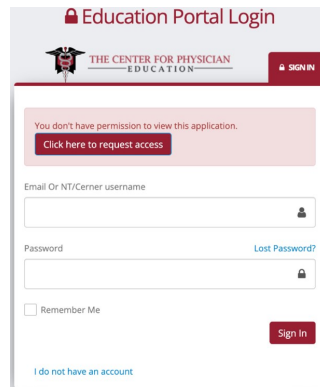 Education Portal Login
THE CENTER FOR PHYSICIAN
EDUCATION
SIGN IN
You don't have permission to view this application.
Click here to request access
Email Or NT/Cerner username
Password
Lost Password?
Remember Me
Sign In
I do not have an account